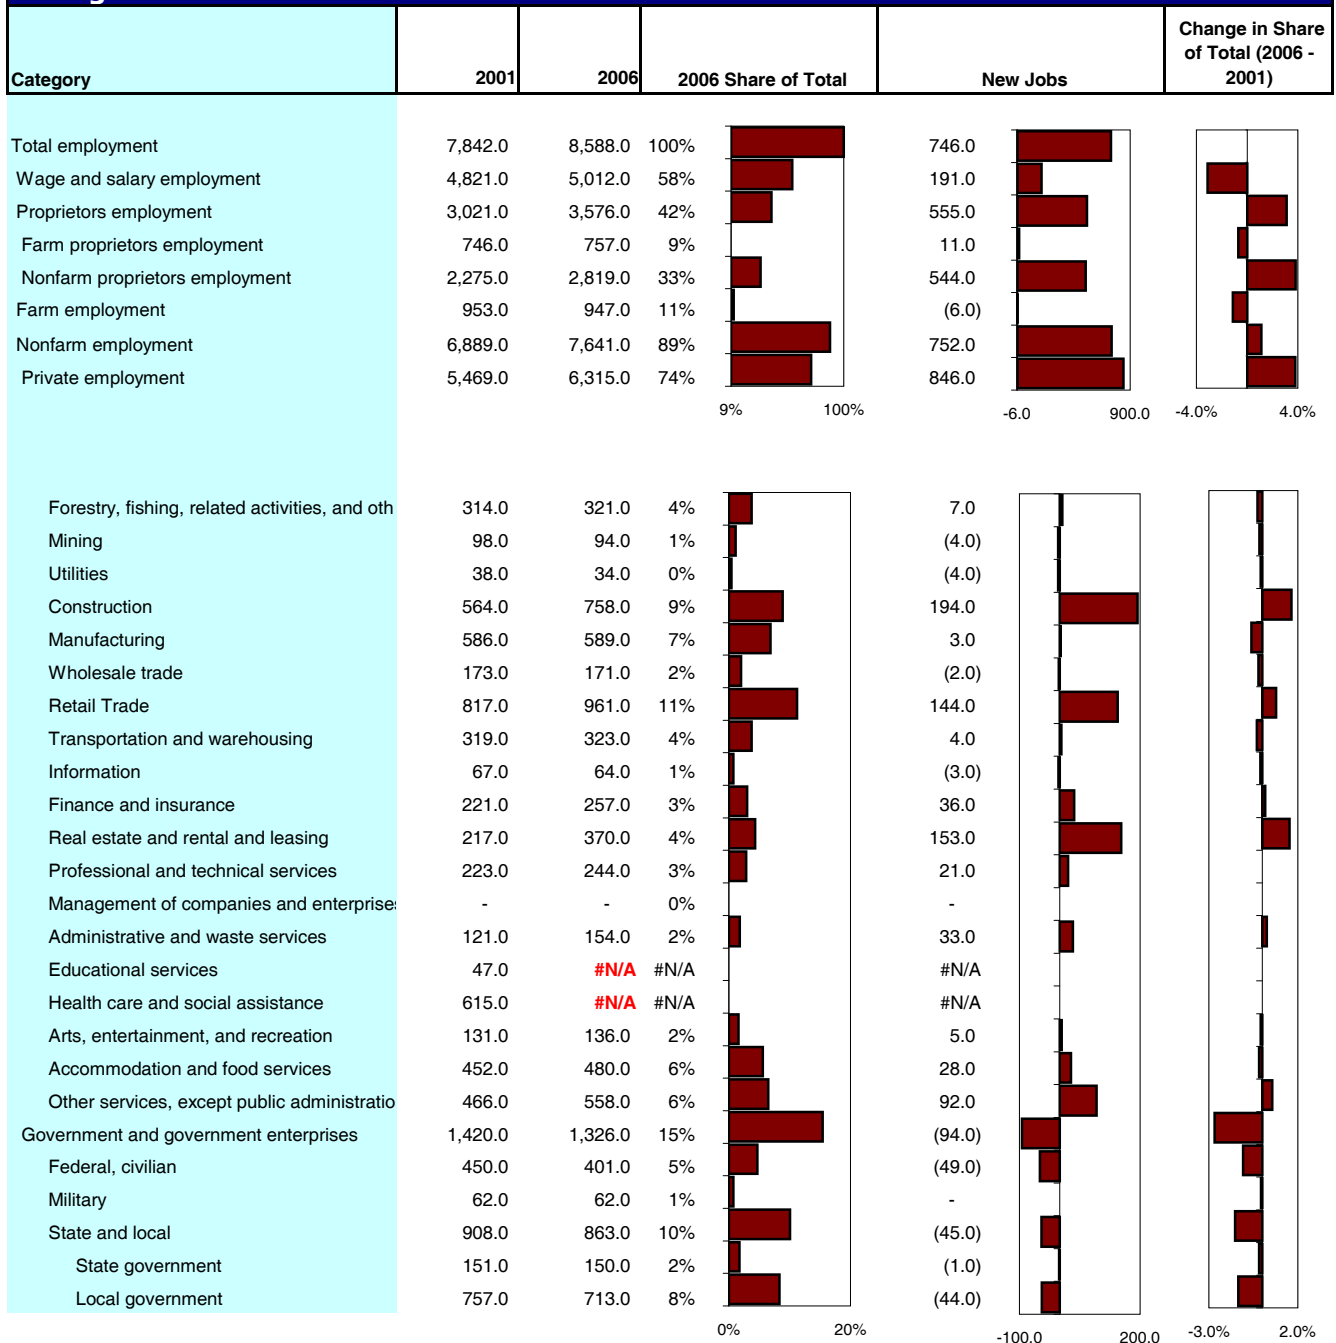 Category 2001 2006 2006 Share of Total New Jobs Change in Share of Total (2006 - 2001)
Total employment 7,842.0 8,588.0 100% 746.0
Wage and salary employment 4,821.0 5,012.0 58% 191.0
Proprietors employment 3,021.0 3,576.0 42% 555.0
Farm proprietors employment 746.0 757.0 9% 11.0
Nonfarm proprietors employment 2,275.0 2,819.0 33% 544.0
Farm employment 953.0 947.0 11% (6.0)
Nonfarm employment 6,889.0 7,641.0 89% 752.0
Private employment 5,469.0 6,315.0 74% 846.0
9% 100% -6.0 900.0 -4.0% 4.0%
Forestry, fishing, related activities, and oth 314.0 321.0 4% 7.0
Mining 98.0 94.0 1% (4.0)
Utilities 38.0 34.0 0% (4.0)
Construction 564.0 758.0 9% 194.0
Manufacturing 586.0 589.0 7% 3.0
Wholesale trade 173.0 171.0 2% (2.0)
Retail Trade 817.0 961.0 11% 144.0
Transportation and warehousing 319.0 323.0 4% 4.0
Information 67.0 64.0 1% (3.0)
Finance and insurance 221.0 257.0 3% 36.0
Real estate and rental and leasing 217.0 370.0 4% 153.0
Professional and technical services 223.0 244.0 3% 21.0
Management of companies and enterprises - - 0% -
Administrative and waste services 121.0 154.0 2% 33.0
Educational services 47.0 #N/A #N/A #N/A
Health care and social assistance 615.0 #N/A #N/A #N/A
Arts, entertainment, and recreation 131.0 136.0 2% 5.0
Accommodation and food services 452.0 480.0 6% 28.0
Other services, except public administratio 466.0 558.0 6% 92.0
Government and government enterprises 1,420.0 1,326.0 15% (94.0)
Federal, civilian 450.0 401.0 5% (49.0)
Military 62.0 62.0 1% -
State and local 908.0 863.0 10% (45.0)
State government 151.0 150.0 2% (1.0)
Local government 757.0 713.0 8% (44.0)
0% 20% -100.0 200.0 -3.0% 2.0%